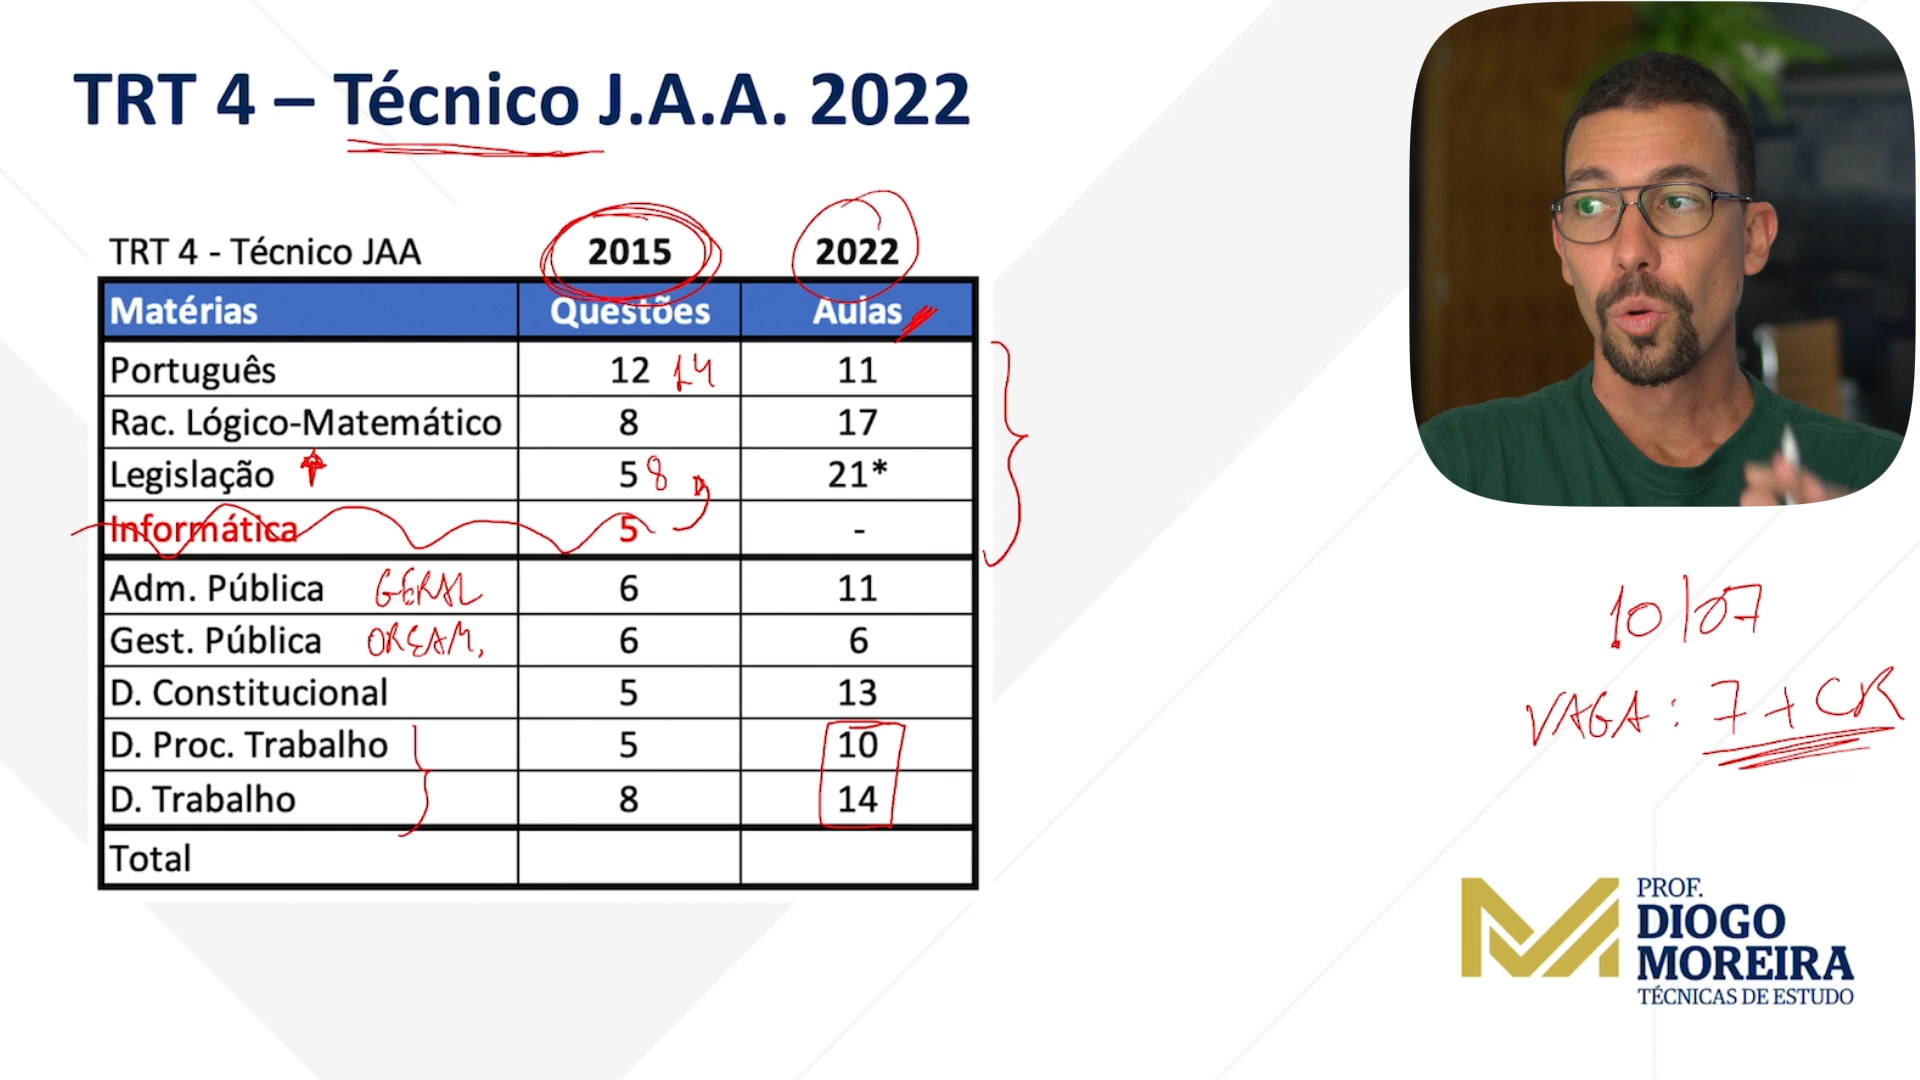 TRT 4 – Técnico J.A.A. 2022
TRT 4 - Técnico JAA 2015 2022
Matérias Questões Aulas
Português 12 14 11
Rac. Lógico-Matemático 8 17
Legislação 5 8 21*
Informática 5 -
Adm. Pública GERAL 6 11
Gest. Pública ORÇAM. 6 6
D. Constitucional 5 13
D. Proc. Trabalho 5 10
D. Trabalho 8 14
Total
10/07
VAGA: 7 + CR
PROF.
DIOGO
MOREIRA
TÉCNICAS DE ESTUDO